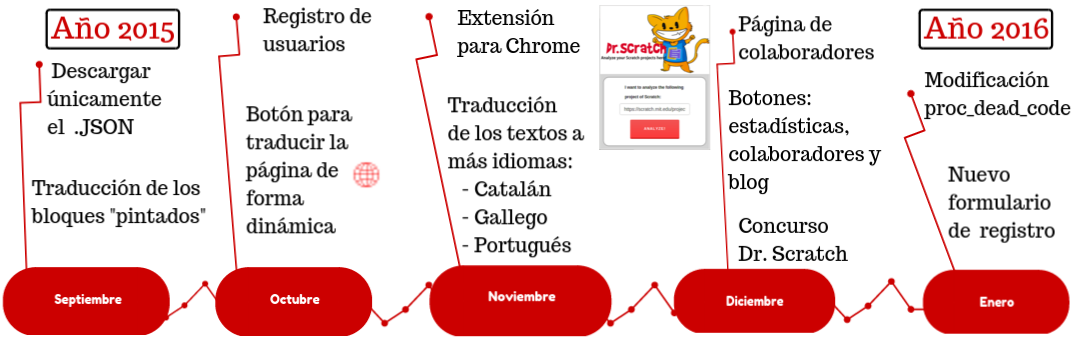 Año 2015
Descargar
únicamente
el .JSON
Traducción de los
bloques "pintados"
Septiembre
Registro de
usuarios
Botón para
traducir la
página de
forma
dinámica
Octubre
Extensión
para Chrome
Traducción
de los textos a
más idiomas:
- Catalán
- Gallego
- Portugués
Noviembre
Dr.Scratch
Analyze your Scratch projects here
I want to analyze the following
project of Scratch:
https://scratch.mit.edu/projec
Página de
colaboradores
Botones:
estadísticas,
colaboradores y
blog
Concurso
Dr. Scratch
Diciembre
Año 2016
Modificación
proc_dead_code
Nuevo
formulario
de registro
Enero